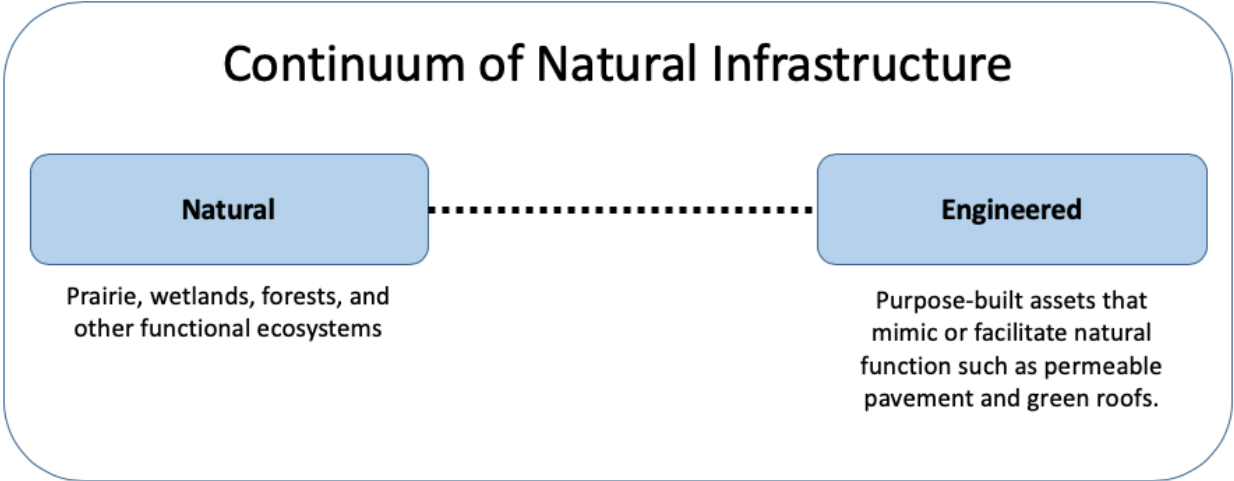 Continuum of Natural Infrastructure
Natural
Engineered
Prairie, wetlands, forests, and
other functional ecosystems
Purpose-built assets that
mimic or facilitate natural
function such as permeable
pavement and green roofs.